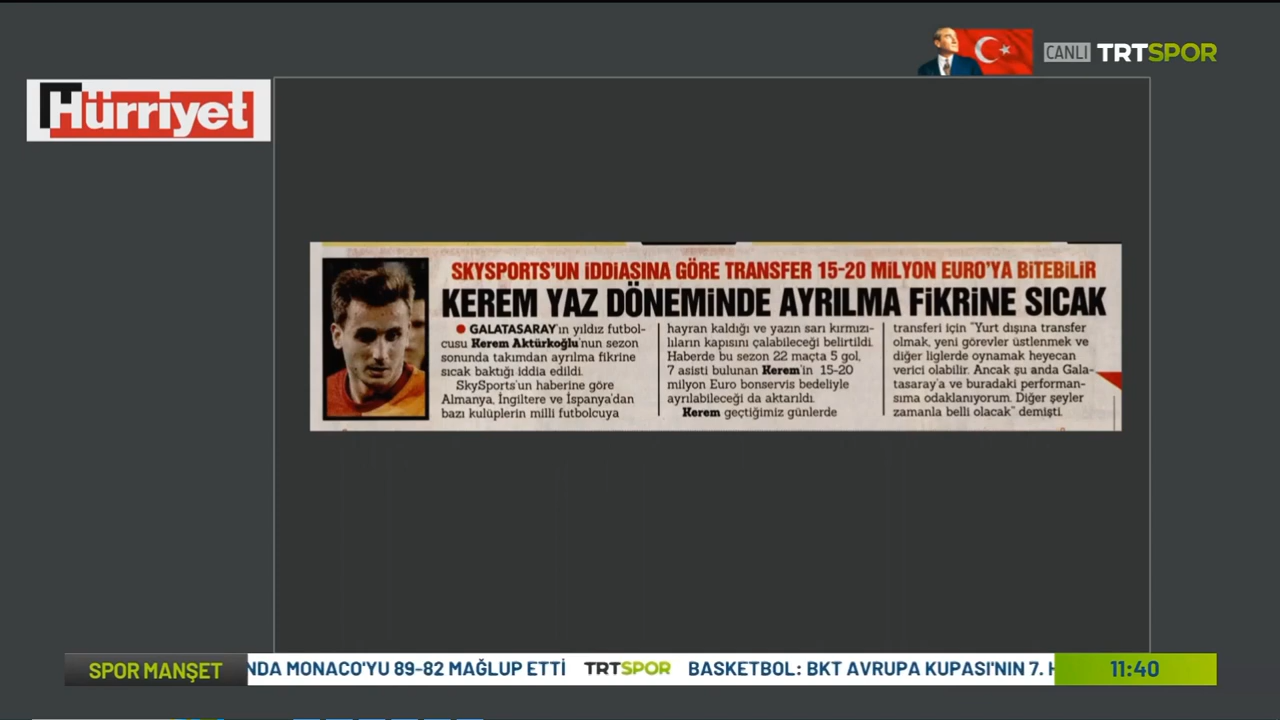 CANLI TRTSPOR
Hürriyet
SKYSPORTS'UN İDDİASINA GÖRE TRANSFER 15-20 MİLYON EURO'YA BİTEBİLİR
KEREM YAZ DÖNEMİNDE AYRILMA FİKRİNE SICAK
● GALATASARAY'ın yıldız futbol-
cusu Kerem Aktürkoğlu'nun sezon
sonunda takımdan ayrılma fikrine
sıcak baktığı iddia edildi.
SkySports'un haberine göre
Almanya, İngiltere ve İspanya'dan
bazı kulüplerin milli futbolcuya
hayran kaldığı ve yazın sarı kırmızı-
lıların kapısını çalabileceği belirtildi.
Haberde bu sezon 22 maçta 5 gol,
7 asisti bulunan Kerem'in 15-20
milyon Euro bonservis bedeliyle
ayrılabileceği da aktarıldı.
Kerem geçtiğimiz günlerde
transferi için "Yurt dışına transfer
olmak, yeni görevler üstlenmek ve
diğer liglerde oynamak heyecan
verici olabilir. Ancak şu anda Gala-
tasaray'a ve buradaki performan-
sıma odaklanıyorum. Diğer şeyler
zamanla belli olacak" demişti.
SPOR MANŞET
NDA MONACO'YU 89-82 MAĞLUP ETTİ TRTSPOR BASKETBOL: BKT AVRUPA KUPASI'NIN 7. H
11:40